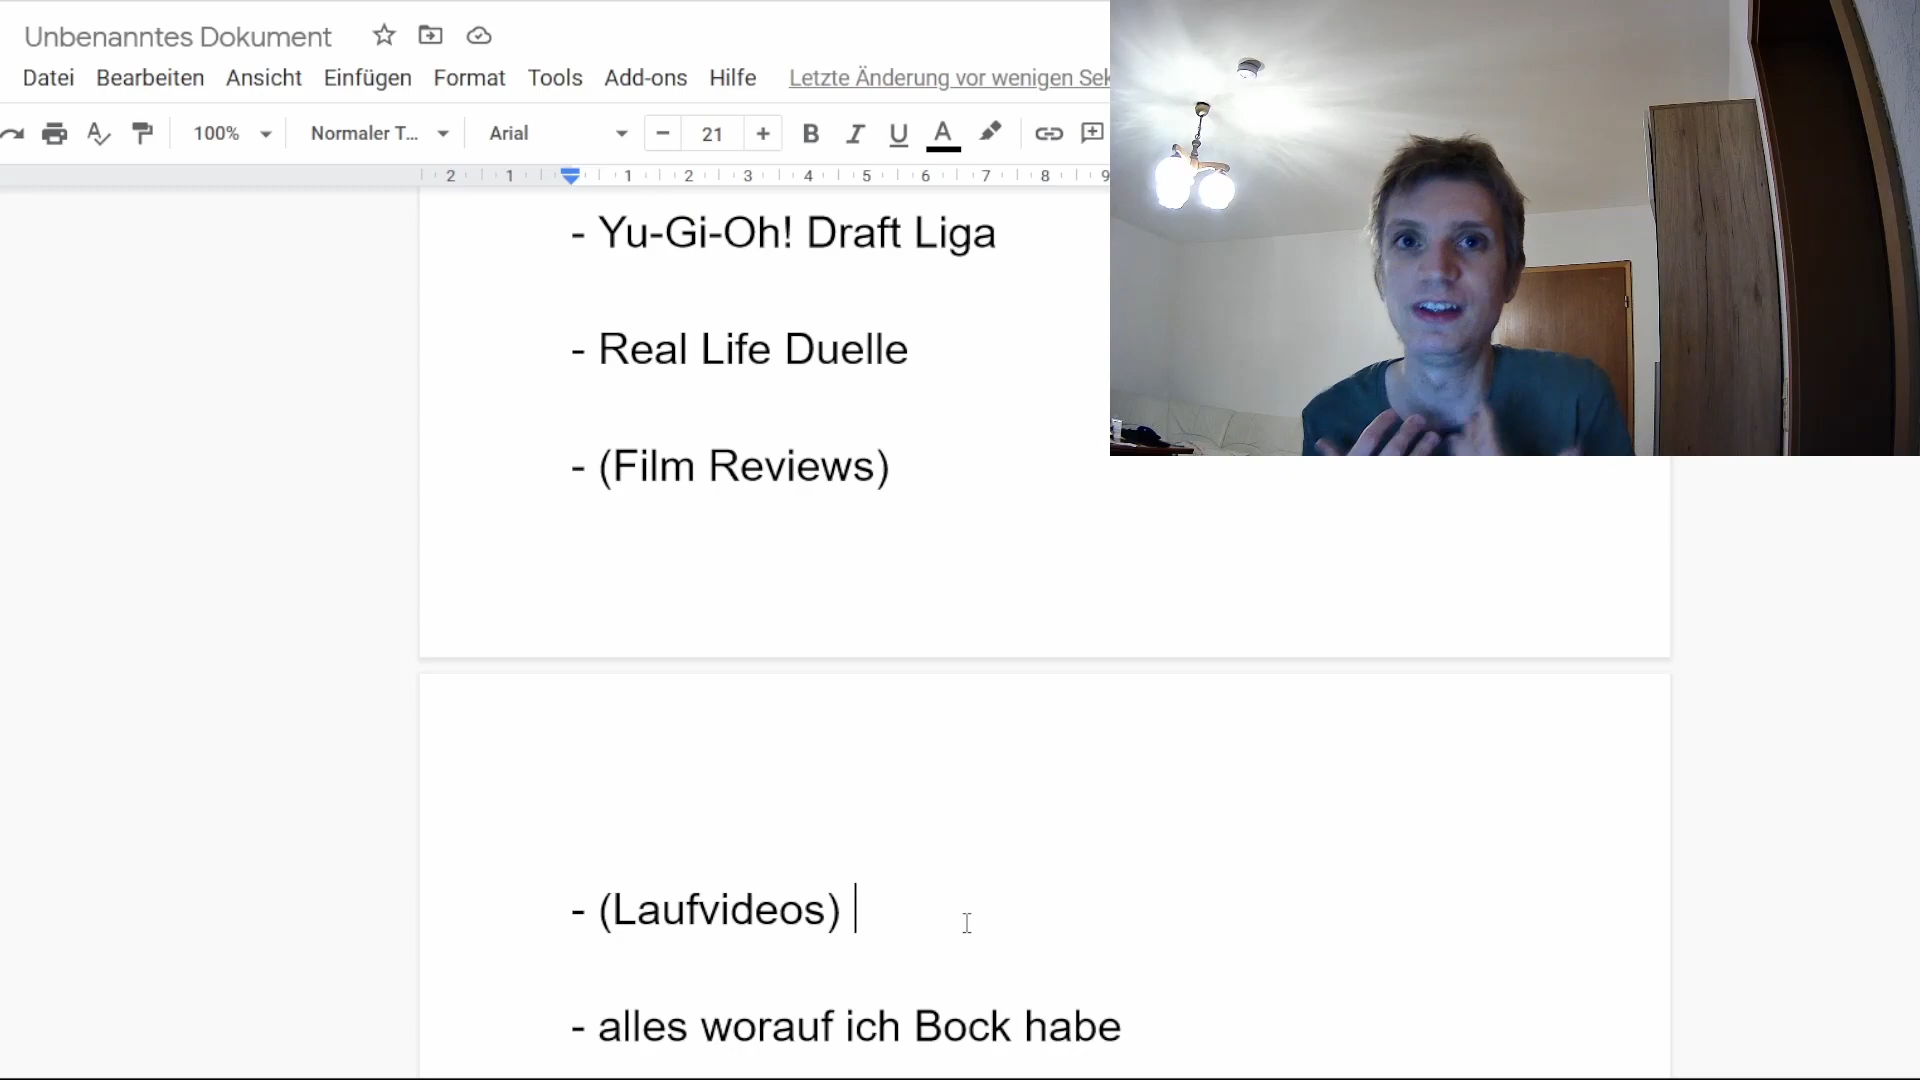 Unbenanntes Dokument
Datei Bearbeiten Ansicht Einfügen Format Tools Add-ons Hilfe Letzte Änderung vor wenigen Sek
100% Normaler T... Arial 21 B I U A
2 1 1 2 3 4 5 6 7 8 9
- Yu-Gi-Oh! Draft Liga
- Real Life Duelle
- (Film Reviews)
- (Laufvideos)
- alles worauf ich Bock habe